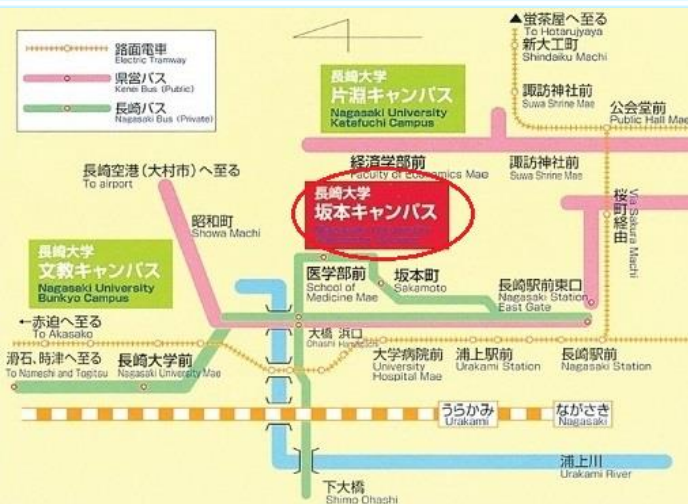 路面電車
Electric Tramway
県営バス
Kenei Bus (Public)
長崎バス
Nagasaki Bus (Private)
▲蛍茶屋へ至る
To Hotarujyaya
新大工町
Shindaiku Machi
長崎大学
片淵キャンパス
Nagasaki University
Katafuchi Campus
諏訪神社前
Suwa Shrine Mae
公会堂前
Public Hall Mae
長崎空港(大村市)へ至る
To airport
経済学部前
Faculty of Economics Mae
諏訪神社前
Suwa Shrine Mae
長崎大学
坂本キャンパス
桜町経由
Via Sakura Machi
昭和町
Showa Machi
長崎大学
文教キャンパス
Nagasaki University
Bunkyo Campus
医学部前
School of
Medicine Mae
坂本町
Sakamoto
長崎駅前東口
Nagasaki Station
East Gate
←赤迫へ至る
To Akasako
大橋 浜口
滑石、時津へ至る
To Nameshi and Togitsu
長崎大学前
Nagasaki University Mae
大学病院前
University
Hospital Mae
浦上駅前
Urakami Station
長崎駅前
Nagasaki Station
うらかみ
Urakami
ながさき
Nagasaki
浦上川
Urakami River
下大橋
Shimo Ohashi